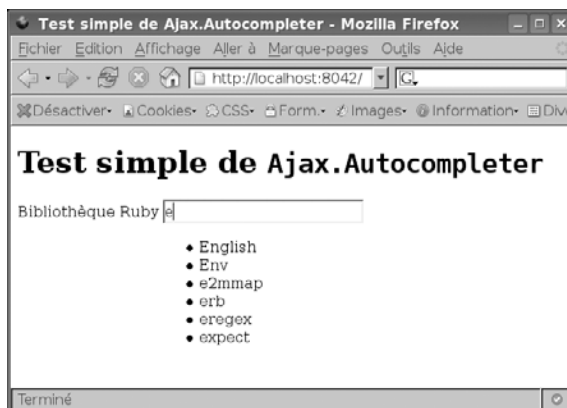 Test simple de Ajax.Autocompleter - Mozilla Firefox
Fichier Edition Affichage Aller à Marque-pages Outils Aide
http://localhost:8042/ G
Désactiver Cookies CSS Form. Images Information Div
Test simple de Ajax.Autocompleter
Bibliothèque Ruby e
English
Env
e2mmap
erb
eregex
expect
Terminé